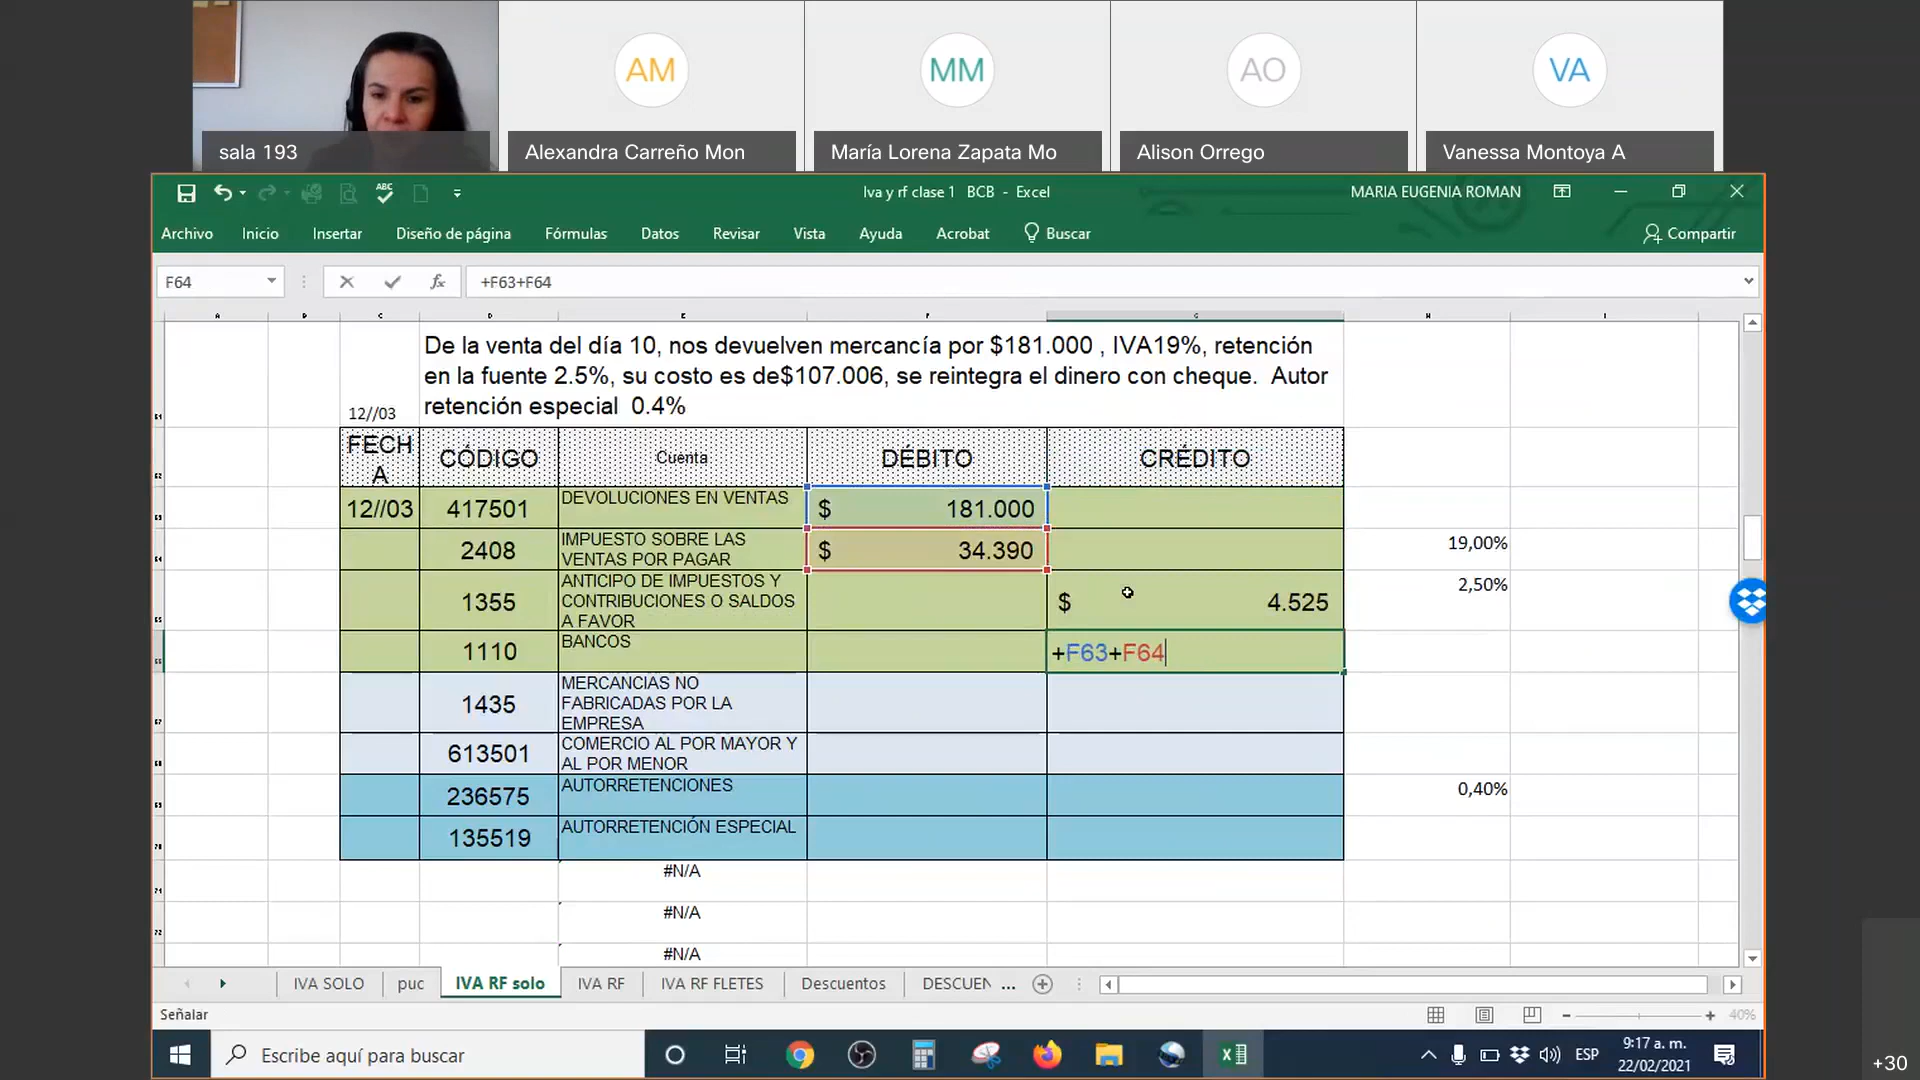 AM
MM
AO
VA
sala 193
Alexandra Carreño Mon
María Lorena Zapata Mo
Alison Orrego
Vanessa Montoya A
ABC
Iva y rf clase 1 BCB - Excel
MARIA EUGENIA ROMAN
Archivo
Inicio
Insertar
Diseño de página
Fórmulas
Datos
Revisar
Vista
Ayuda
Acrobat
Buscar
Compartir
F64
fx
+F63+F64
De la venta del día 10, nos devuelven mercancía por $181.000 , IVA19%, retención
en la fuente 2.5%, su costo es de$107.006, se reintegra el dinero con cheque. Autor
retención especial 0.4%
12//03
FECH
A
CÓDIGO
Cuenta
DÉBITO
CRÉDITO
12//03
417501
DEVOLUCIONES EN VENTAS
$ 181.000
2408
IMPUESTO SOBRE LAS
VENTAS POR PAGAR
$ 34.390
19,00%
1355
ANTICIPO DE IMPUESTOS Y
CONTRIBUCIONES O SALDOS
A FAVOR
$ 4.525
2,50%
1110
BANCOS
+F63+F64
1435
MERCANCIAS NO
FABRICADAS POR LA
EMPRESA
613501
COMERCIO AL POR MAYOR Y
AL POR MENOR
236575
AUTORRETENCIONES
0,40%
135519
AUTORRETENCIÓN ESPECIAL
#N/A
#N/A
#N/A
IVA SOLO
puc
IVA RF solo
IVA RF
IVA RF FLETES
Descuentos
DESCUEN ...
Señalar
40%
Escribe aquí para buscar
ESP
9:17 a. m.
22/02/2021
+30